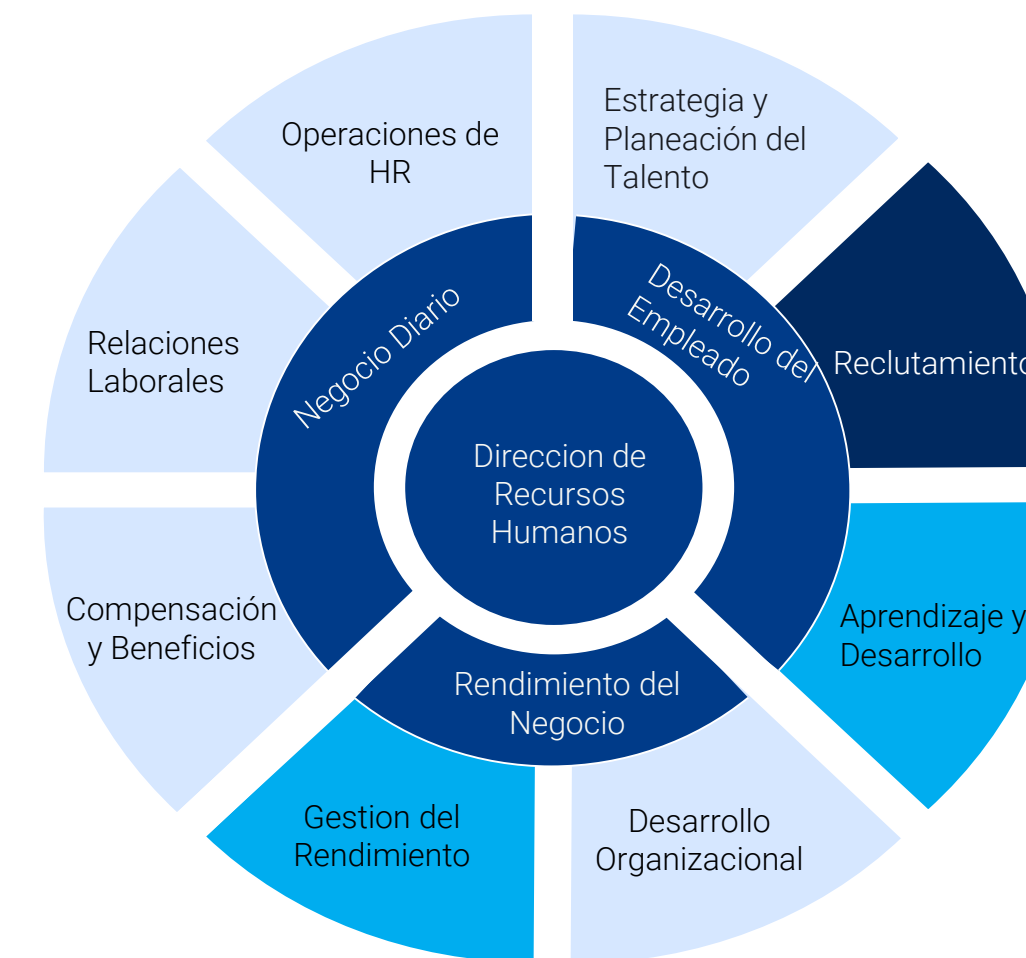 Operaciones de
HR
Estrategia y
Planeación del
Talento
Relaciones
Laborales
Negocio Diario
Desarrollo del
Empleado
Reclutamiento
Direccion de
Recursos
Humanos
Compensación
y Beneficios
Aprendizaje y
Desarrollo
Rendimiento del
Negocio
Gestion del
Rendimiento
Desarrollo
Organizacional